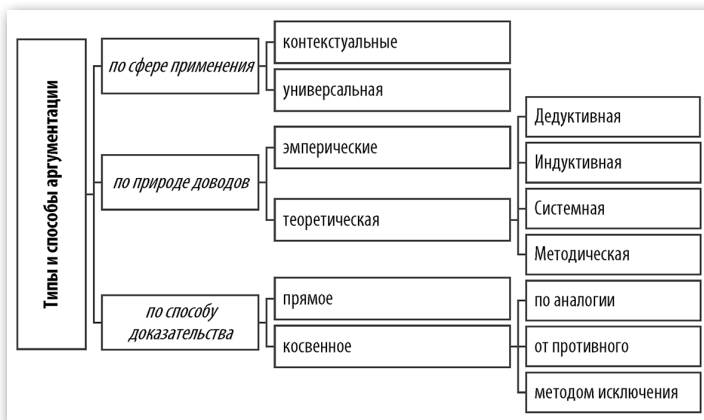 Типы и способы аргументации
по сфере применения
контекстуальные
универсальная
по природе доводов
эмперические
теоретическая
Дедуктивная
Индуктивная
Системная
Методическая
по способу
доказательства
прямое
косвенное
по аналогии
от противного
методом исключения